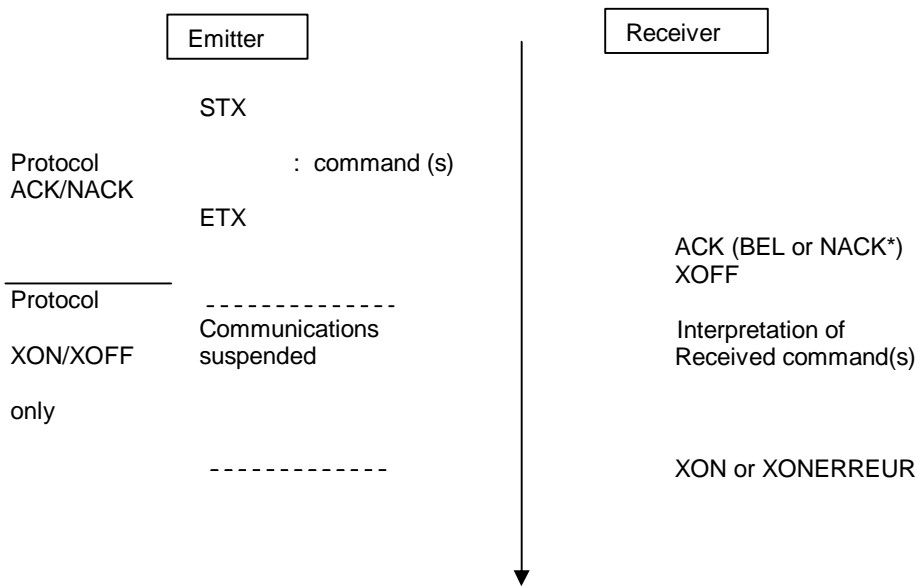 Emitter
Receiver
STX
Protocol
ACK/NACK
: command (s)
ETX
ACK (BEL or NACK*)
XOFF
Protocol
XON/XOFF
only
Communications
suspended
Interpretation of
Received command(s)
XON or XONERREUR